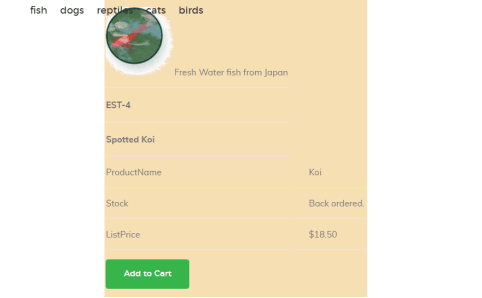 fish dogs reptiles cats birds
Fresh Water fish from Japan
EST-4
Spotted Koi
ProductName Koi
Stock Back ordered.
ListPrice $18.50
Add to Cart